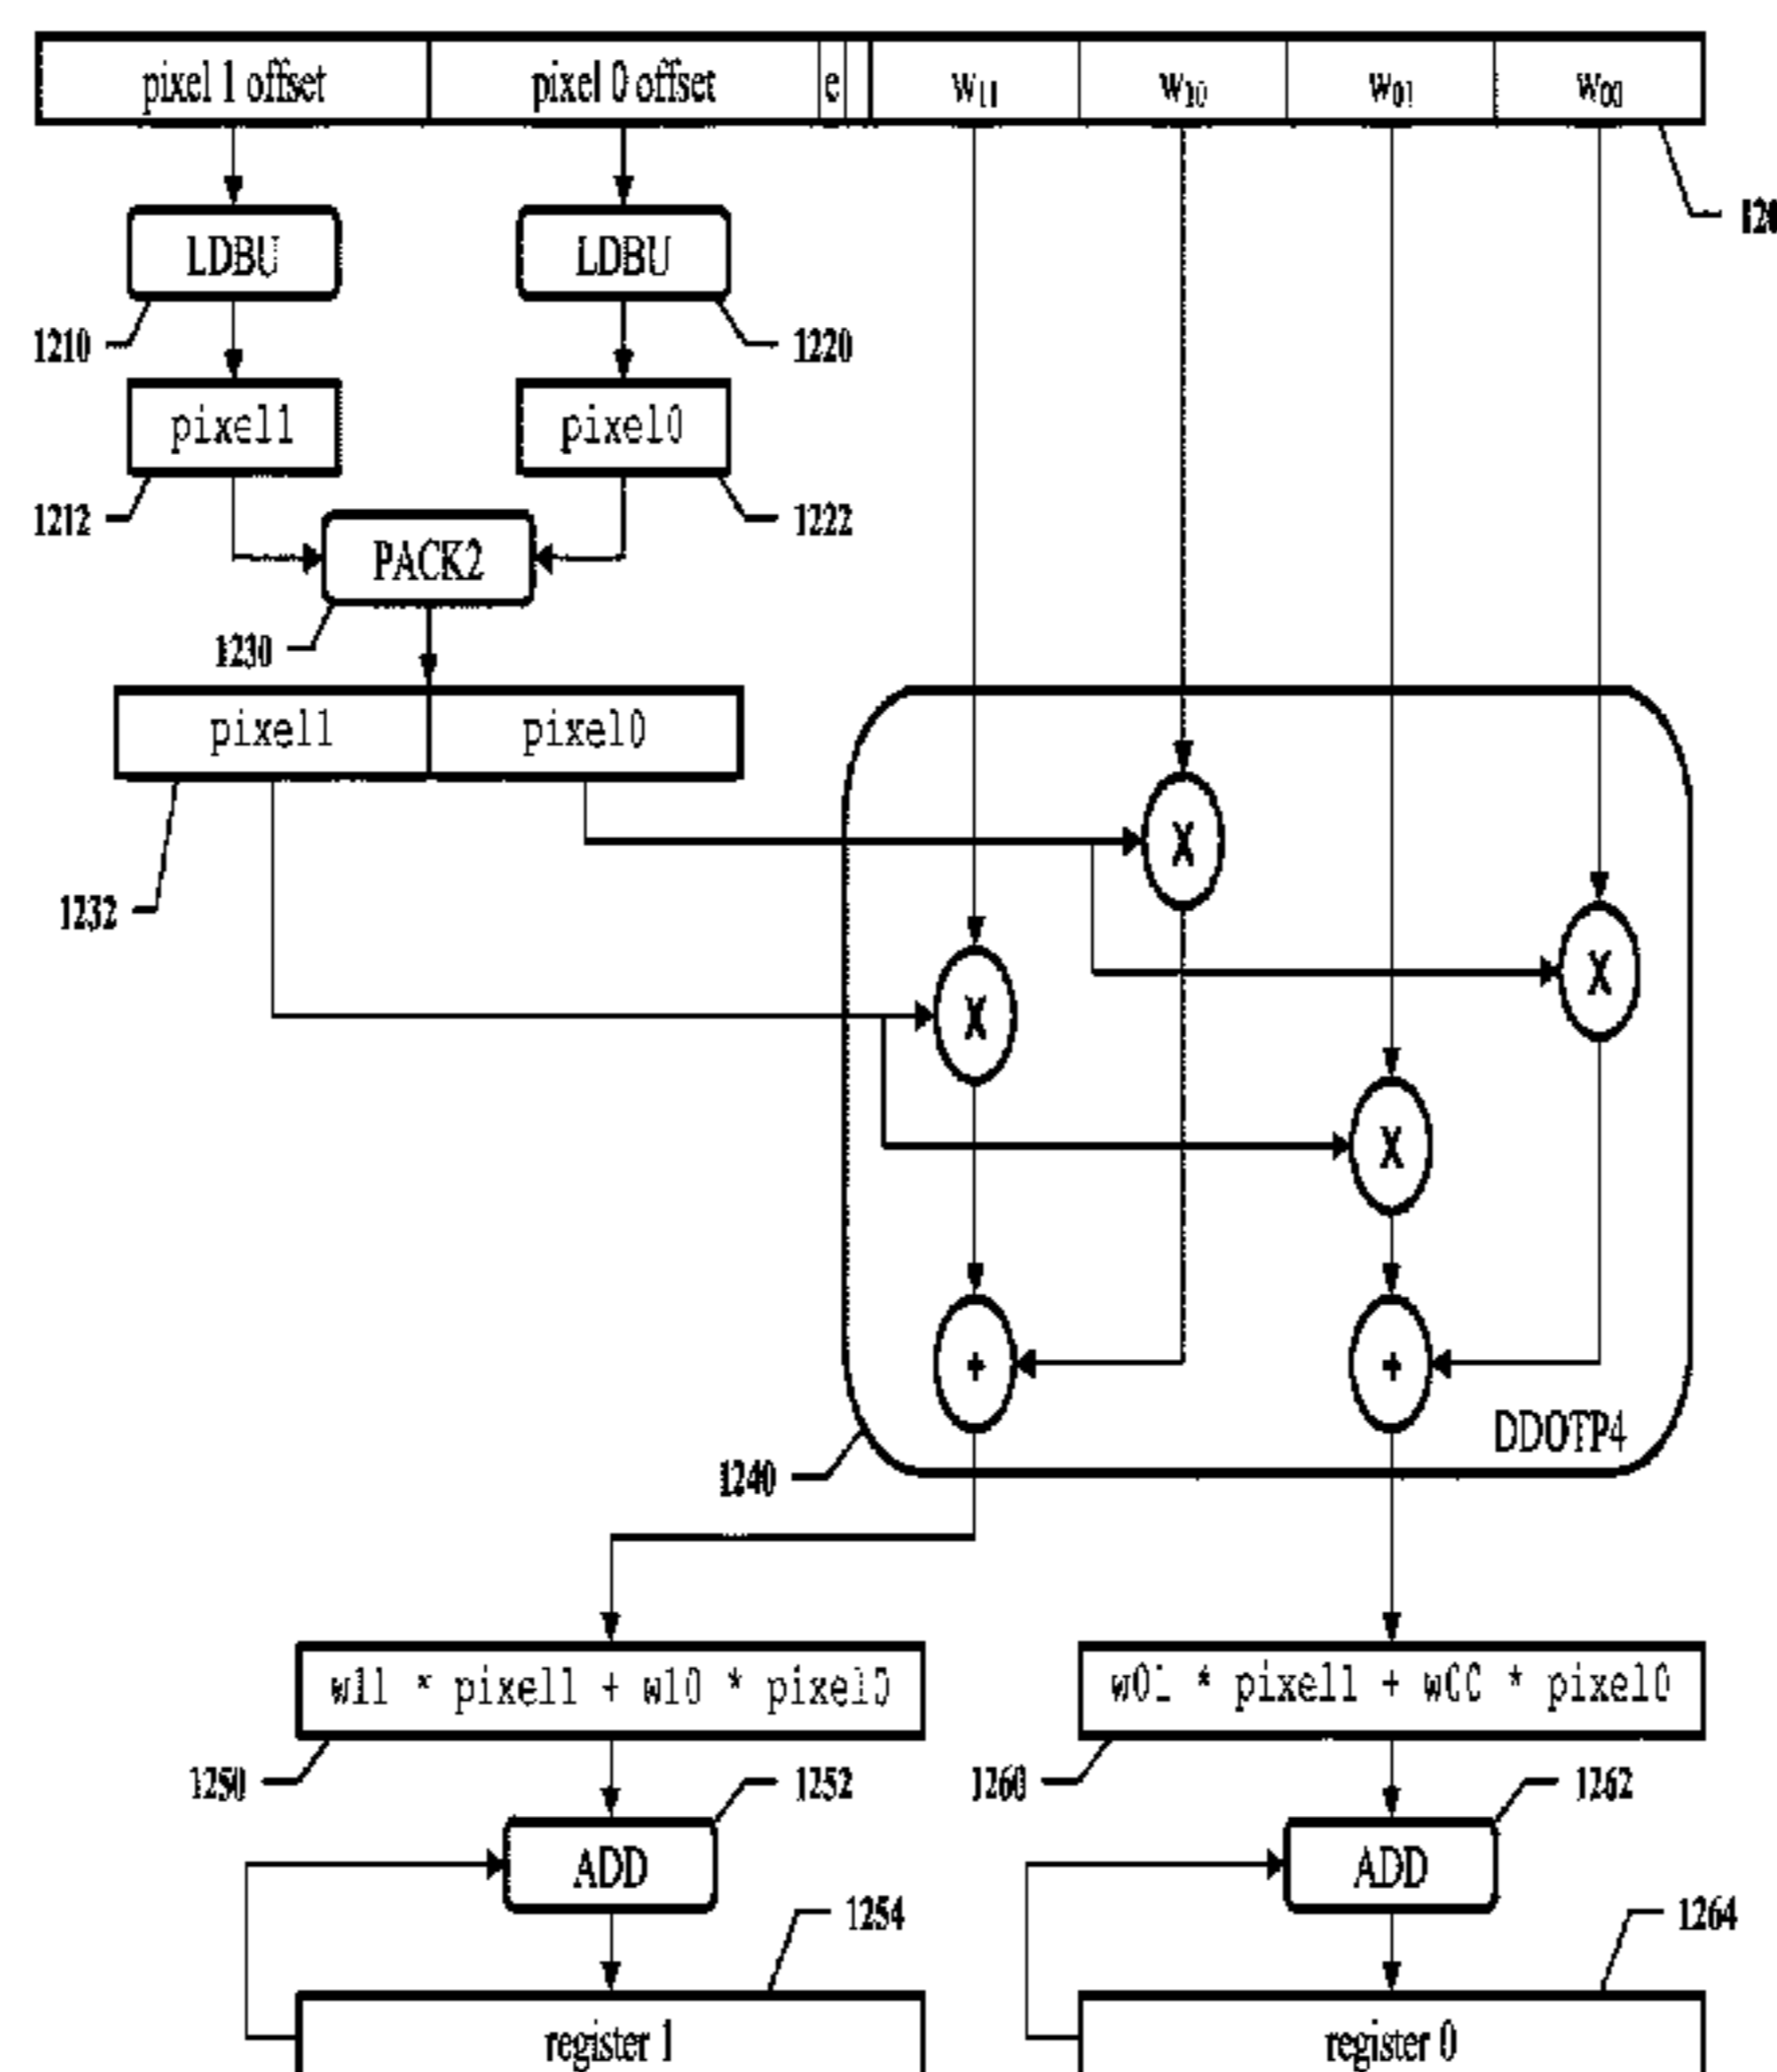 pixel 1 offset pixel 0 offset e w11 w10 w01 w00
LDBU LDBU
1210 1220
pixel1 pixel0
1212 1222
PACK2
1230
pixel1 pixel0
X
1232
X
X
X
+ +
DDOTP4
1240
w11 * pixel1 + w10 * pixel0 w01 * pixel1 + w00 * pixel0
1250 1252 1260 1262
ADD ADD
1254 1264
register 1 register 0